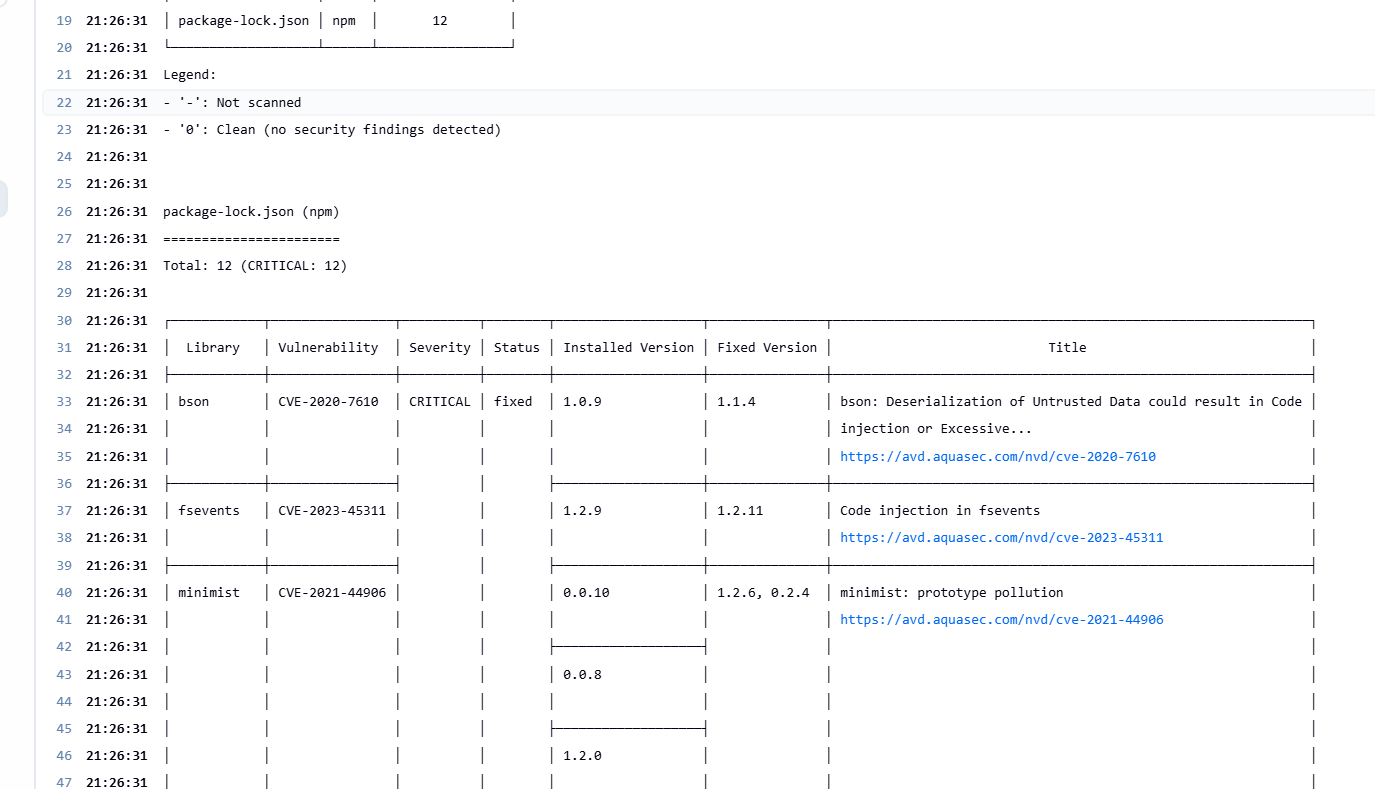 19 21:26:31 │ package-lock.json │ npm │ 12 │
20 21:26:31 └───────────────────┴──────┴─────────────────┘
21 21:26:31 Legend:
22 21:26:31 - '-': Not scanned
23 21:26:31 - '0': Clean (no security findings detected)
24 21:26:31
25 21:26:31
26 21:26:31 package-lock.json (npm)
27 21:26:31 =======================
28 21:26:31 Total: 12 (CRITICAL: 12)
29 21:26:31
30 21:26:31
31 21:26:31 │ Library │ Vulnerability │ Severity │ Status │ Installed Version │ Fixed Version │ Title │
32 21:26:31
33 21:26:31 │ bson │ CVE-2020-7610 │ CRITICAL │ fixed │ 1.0.9 │ 1.1.4 │ bson: Deserialization of Untrusted Data could result in Code │
34 21:26:31 │ │ │ │ │ │ │ injection or Excessive... │
35 21:26:31 │ │ │ │ │ │ │ https://avd.aquasec.com/nvd/cve-2020-7610 │
36 21:26:31
37 21:26:31 │ fsevents │ CVE-2023-45311 │ │ │ 1.2.9 │ 1.2.11 │ Code injection in fsevents │
38 21:26:31 │ │ │ │ │ │ │ https://avd.aquasec.com/nvd/cve-2023-45311 │
39 21:26:31
40 21:26:31 │ minimist │ CVE-2021-44906 │ │ │ 0.0.10 │ 1.2.6, 0.2.4 │ minimist: prototype pollution │
41 21:26:31 │ │ │ │ │ │ │ https://avd.aquasec.com/nvd/cve-2021-44906 │
42 21:26:31
43 21:26:31 │ │ │ │ │ 0.0.8 │ │ │
44 21:26:31
45 21:26:31
46 21:26:31 │ │ │ │ │ 1.2.0 │ │ │
47 21:26:31